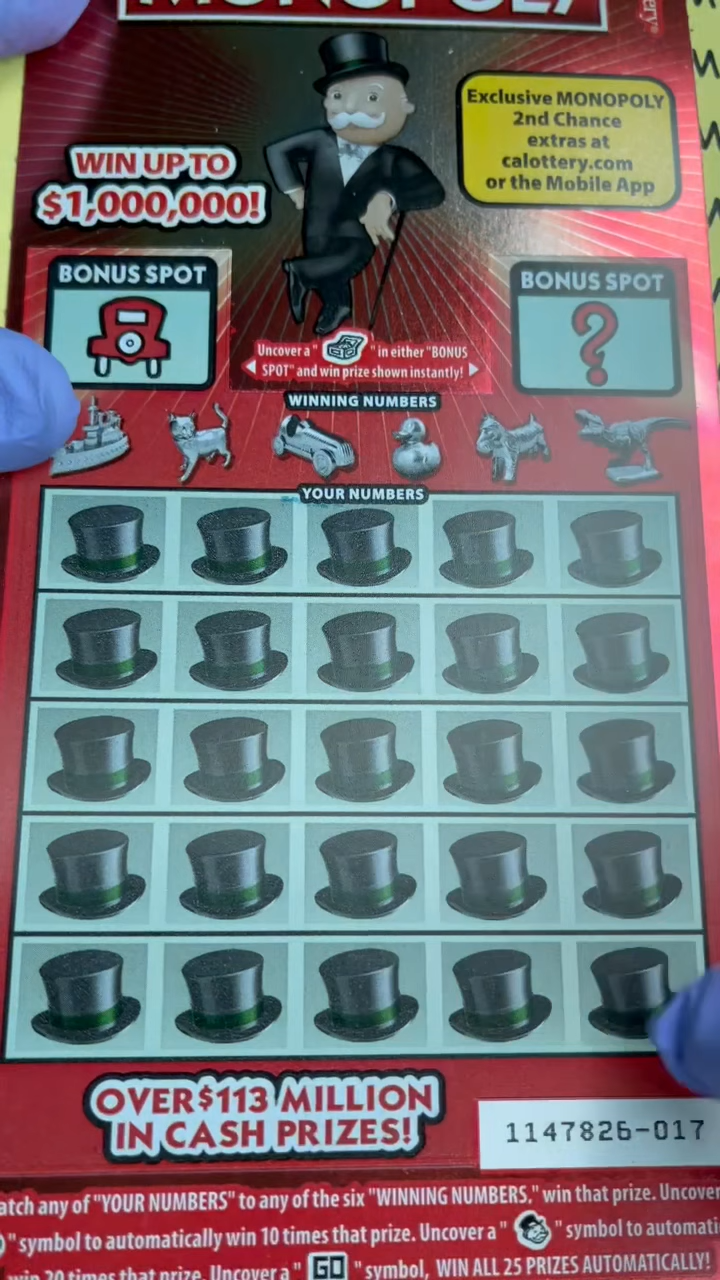 MONOPOLY
Exclusive MONOPOLY
2nd Chance
extras at
calottery.com
or the Mobile App
WIN UP TO
$1,000,000!
BONUS SPOT
BONUS SPOT
?
Uncover a " " in either "BONUS
SPOT" and win prize shown instantly!
WINNING NUMBERS
YOUR NUMBERS
OVER $113 MILLION
IN CASH PRIZES!
1147826-017
atch any of "YOUR NUMBERS" to any of the six "WINNING NUMBERS," win that prize. Uncover
" symbol to automatically win 10 times that prize. Uncover a " " symbol to automati
win 20 times that prize. Uncover a " GO " symbol, WIN ALL 25 PRIZES AUTOMATICALLY!